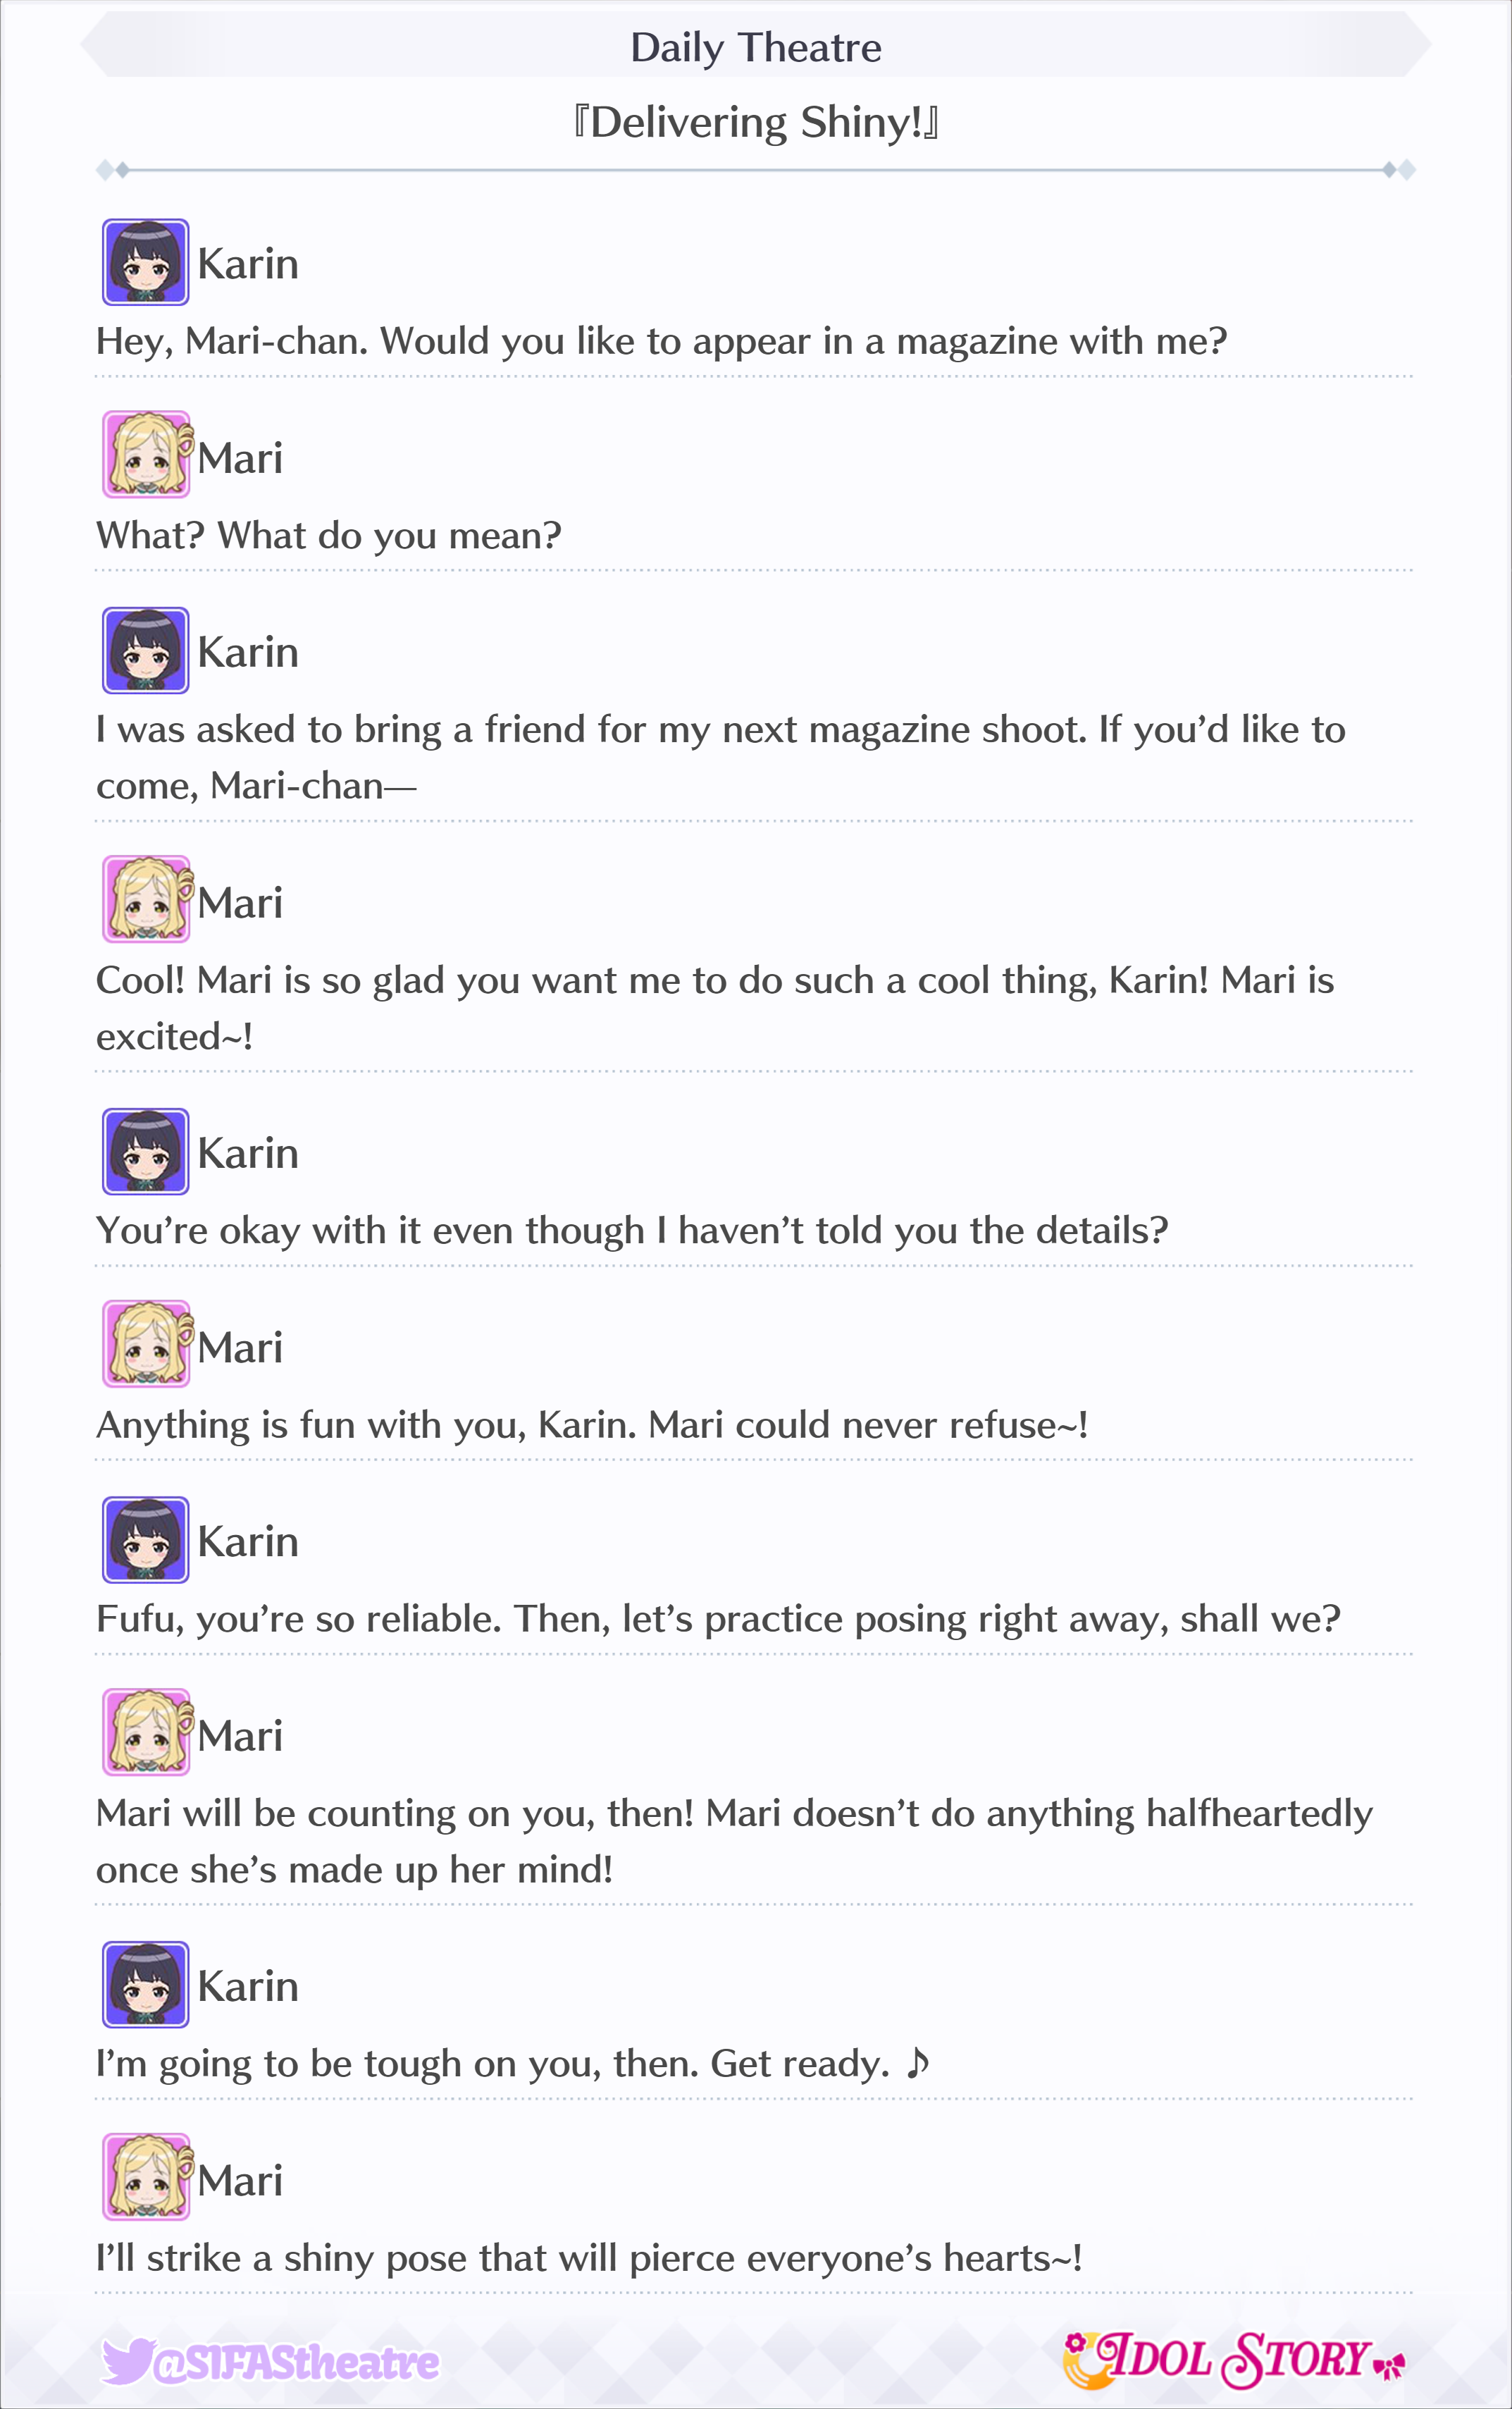 Daily Theatre
『Delivering Shiny!』
Karin
Hey, Mari-chan. Would you like to appear in a magazine with me?
Mari
What? What do you mean?
Karin
I was asked to bring a friend for my next magazine shoot. If you’d like to
come, Mari-chan—
Mari
Cool! Mari is so glad you want me to do such a cool thing, Karin! Mari is
excited~!
Karin
You’re okay with it even though I haven’t told you the details?
Mari
Anything is fun with you, Karin. Mari could never refuse~!
Karin
Fufu, you’re so reliable. Then, let’s practice posing right away, shall we?
Mari
Mari will be counting on you, then! Mari doesn’t do anything halfheartedly
once she’s made up her mind!
Karin
I’m going to be tough on you, then. Get ready. ♪
Mari
I’ll strike a shiny pose that will pierce everyone’s hearts~!
@SIFAStheatre
IDOL STORY